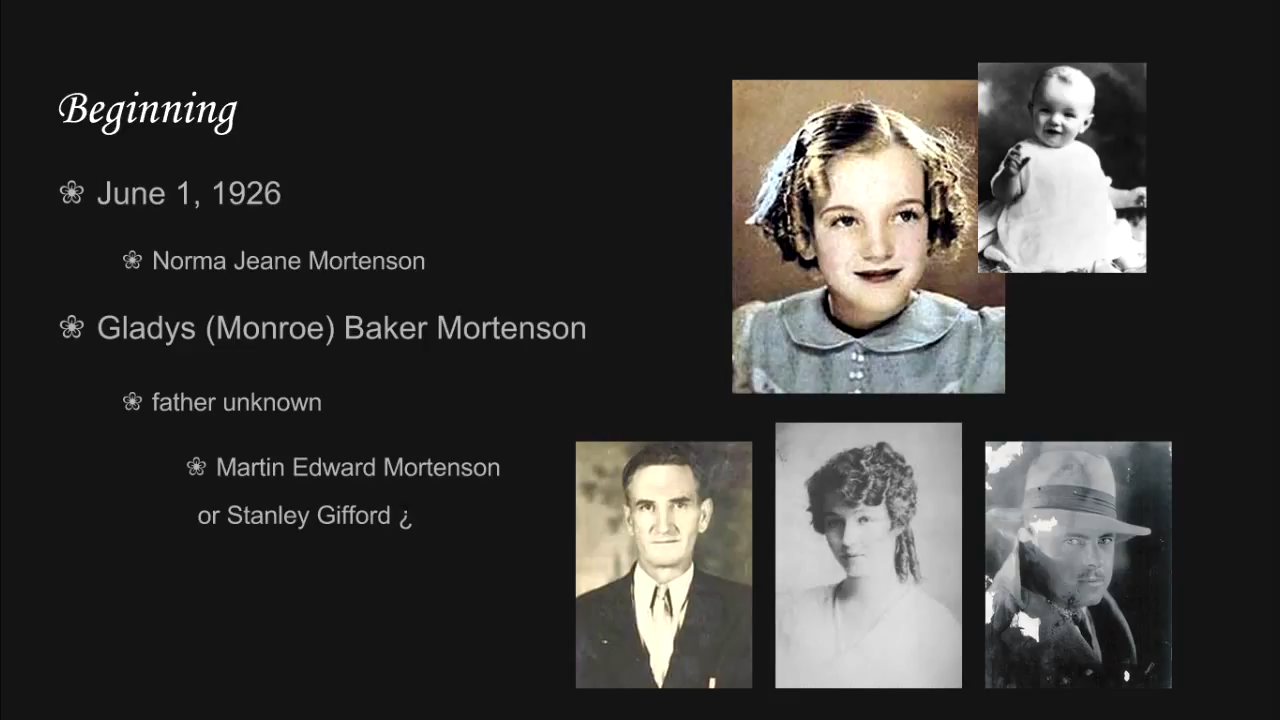 Beginning
❀ June 1, 1926
❀ Norma Jeane Mortenson
❀ Gladys (Monroe) Baker Mortenson
❀ father unknown
❀ Martin Edward Mortenson
or Stanley Gifford ¿